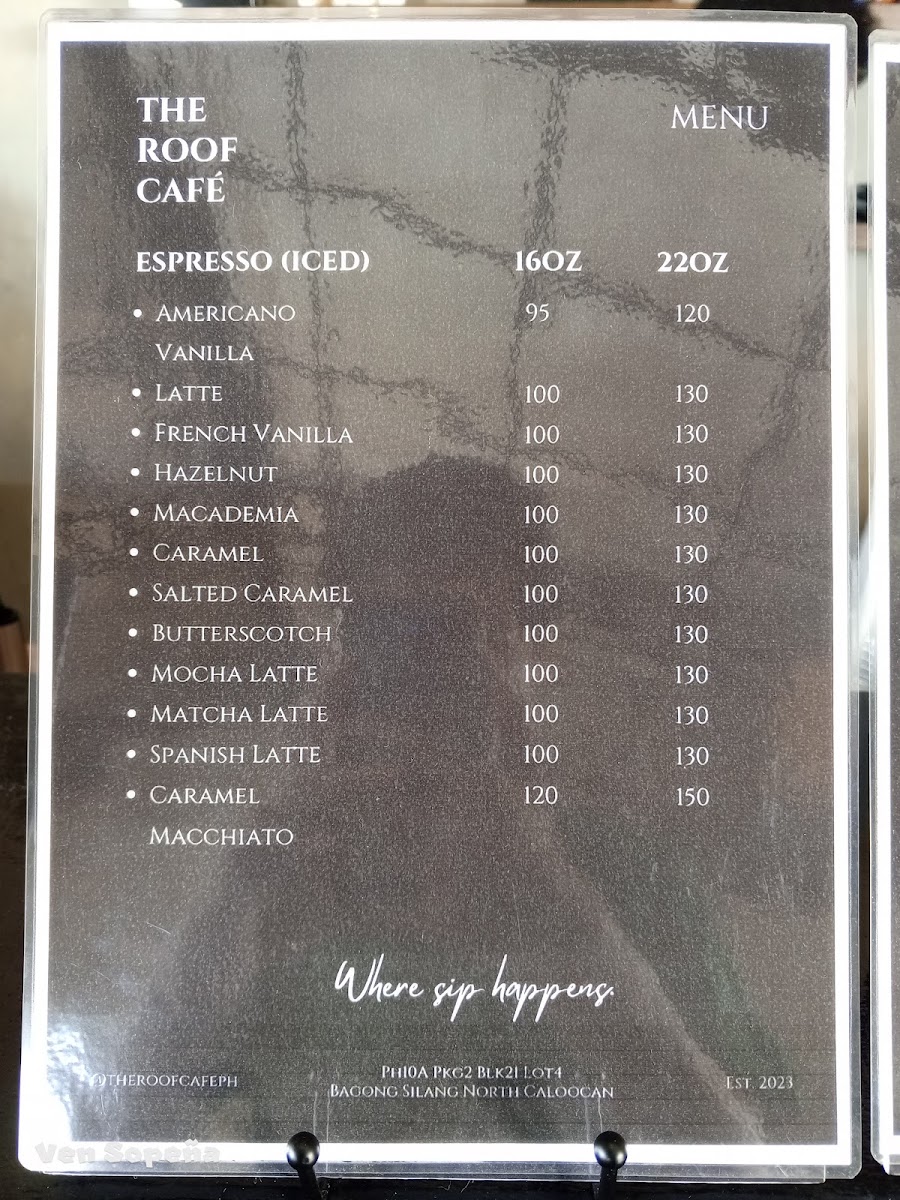 THE
ROOF
CAFÉ
MENU
ESPRESSO (ICED) 16OZ 22OZ
• AMERICANO 95 120
VANILLA
• LATTE 100 130
• FRENCH VANILLA 100 130
• HAZELNUT 100 130
• MACADEMIA 100 130
• CARAMEL 100 130
• SALTED CARAMEL 100 130
• BUTTERSCOTCH 100 130
• MOCHA LATTE 100 130
• MATCHA LATTE 100 130
• SPANISH LATTE 100 130
• CARAMEL 120 150
MACCHIATO
Where sip happens.
@THEROOFCAFEPH
PH10A PKG2 BLK21 LOT4
BAGONG SILANG NORTH CALOOCAN
EST. 2023
Ven Sopeña